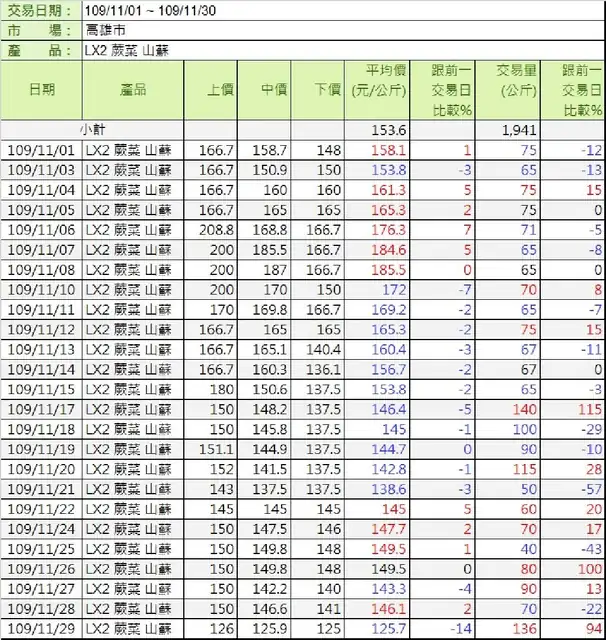 交易日期： 109/11/01 ~ 109/11/30
市 場： 高雄市
產 品： LX2 蕨菜 山蘇
日期 產品 上價 中價 下價 平均價(元/公斤) 跟前一交易日比較% 交易量(公斤) 跟前一交易日比較%
小計 153.6 1,941
109/11/01 LX2 蕨菜 山蘇 166.7 158.7 148 158.1 1 75 -12
109/11/03 LX2 蕨菜 山蘇 166.7 150.9 150 153.8 -3 65 -13
109/11/04 LX2 蕨菜 山蘇 166.7 160 160 161.3 5 75 15
109/11/05 LX2 蕨菜 山蘇 166.7 165 165 165.3 2 75 0
109/11/06 LX2 蕨菜 山蘇 208.8 168.8 166.7 176.3 7 71 -5
109/11/07 LX2 蕨菜 山蘇 200 185.5 166.7 184.6 5 65 -8
109/11/08 LX2 蕨菜 山蘇 200 187 166.7 185.5 0 65 0
109/11/10 LX2 蕨菜 山蘇 200 170 150 172 -7 70 8
109/11/11 LX2 蕨菜 山蘇 170 169.8 166.7 169.2 -2 65 -7
109/11/12 LX2 蕨菜 山蘇 166.7 165 165 165.3 -2 75 15
109/11/13 LX2 蕨菜 山蘇 166.7 165.1 140.4 160.4 -3 67 -11
109/11/14 LX2 蕨菜 山蘇 166.7 160.3 136.1 156.7 -2 67 0
109/11/15 LX2 蕨菜 山蘇 180 150.6 137.5 153.8 -2 65 -3
109/11/17 LX2 蕨菜 山蘇 150 148.2 137.5 146.4 -5 140 115
109/11/18 LX2 蕨菜 山蘇 150 145.8 137.5 145 -1 100 -29
109/11/19 LX2 蕨菜 山蘇 151.1 144.9 137.5 144.7 0 90 -10
109/11/20 LX2 蕨菜 山蘇 152 141.5 137.5 142.8 -1 115 28
109/11/21 LX2 蕨菜 山蘇 143 137.5 137.5 138.6 -3 50 -57
109/11/22 LX2 蕨菜 山蘇 145 145 145 145 5 60 20
109/11/24 LX2 蕨菜 山蘇 150 147.5 146 147.7 2 70 17
109/11/25 LX2 蕨菜 山蘇 150 149.8 148 149.5 1 40 -43
109/11/26 LX2 蕨菜 山蘇 150 149.8 148 149.5 0 80 100
109/11/27 LX2 蕨菜 山蘇 150 142.2 140 143.3 -4 90 13
109/11/28 LX2 蕨菜 山蘇 150 146.6 141 146.1 2 70 -22
109/11/29 LX2 蕨菜 山蘇 126 125.9 125 125.7 -14 136 94